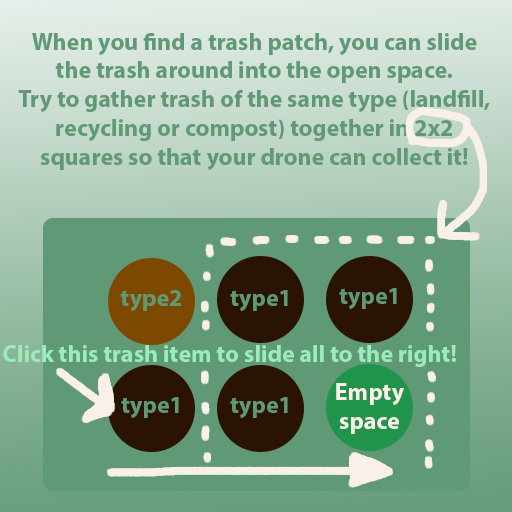 When you find a trash patch, you can slide
the trash around into the open space.
Try to gather trash of the same type (landfill,
recycling or compost) together in 2x2
squares so that your drone can collect it!
type2 type1 type1
Click this trash item to slide all to the right!
type1 type1 Empty
space